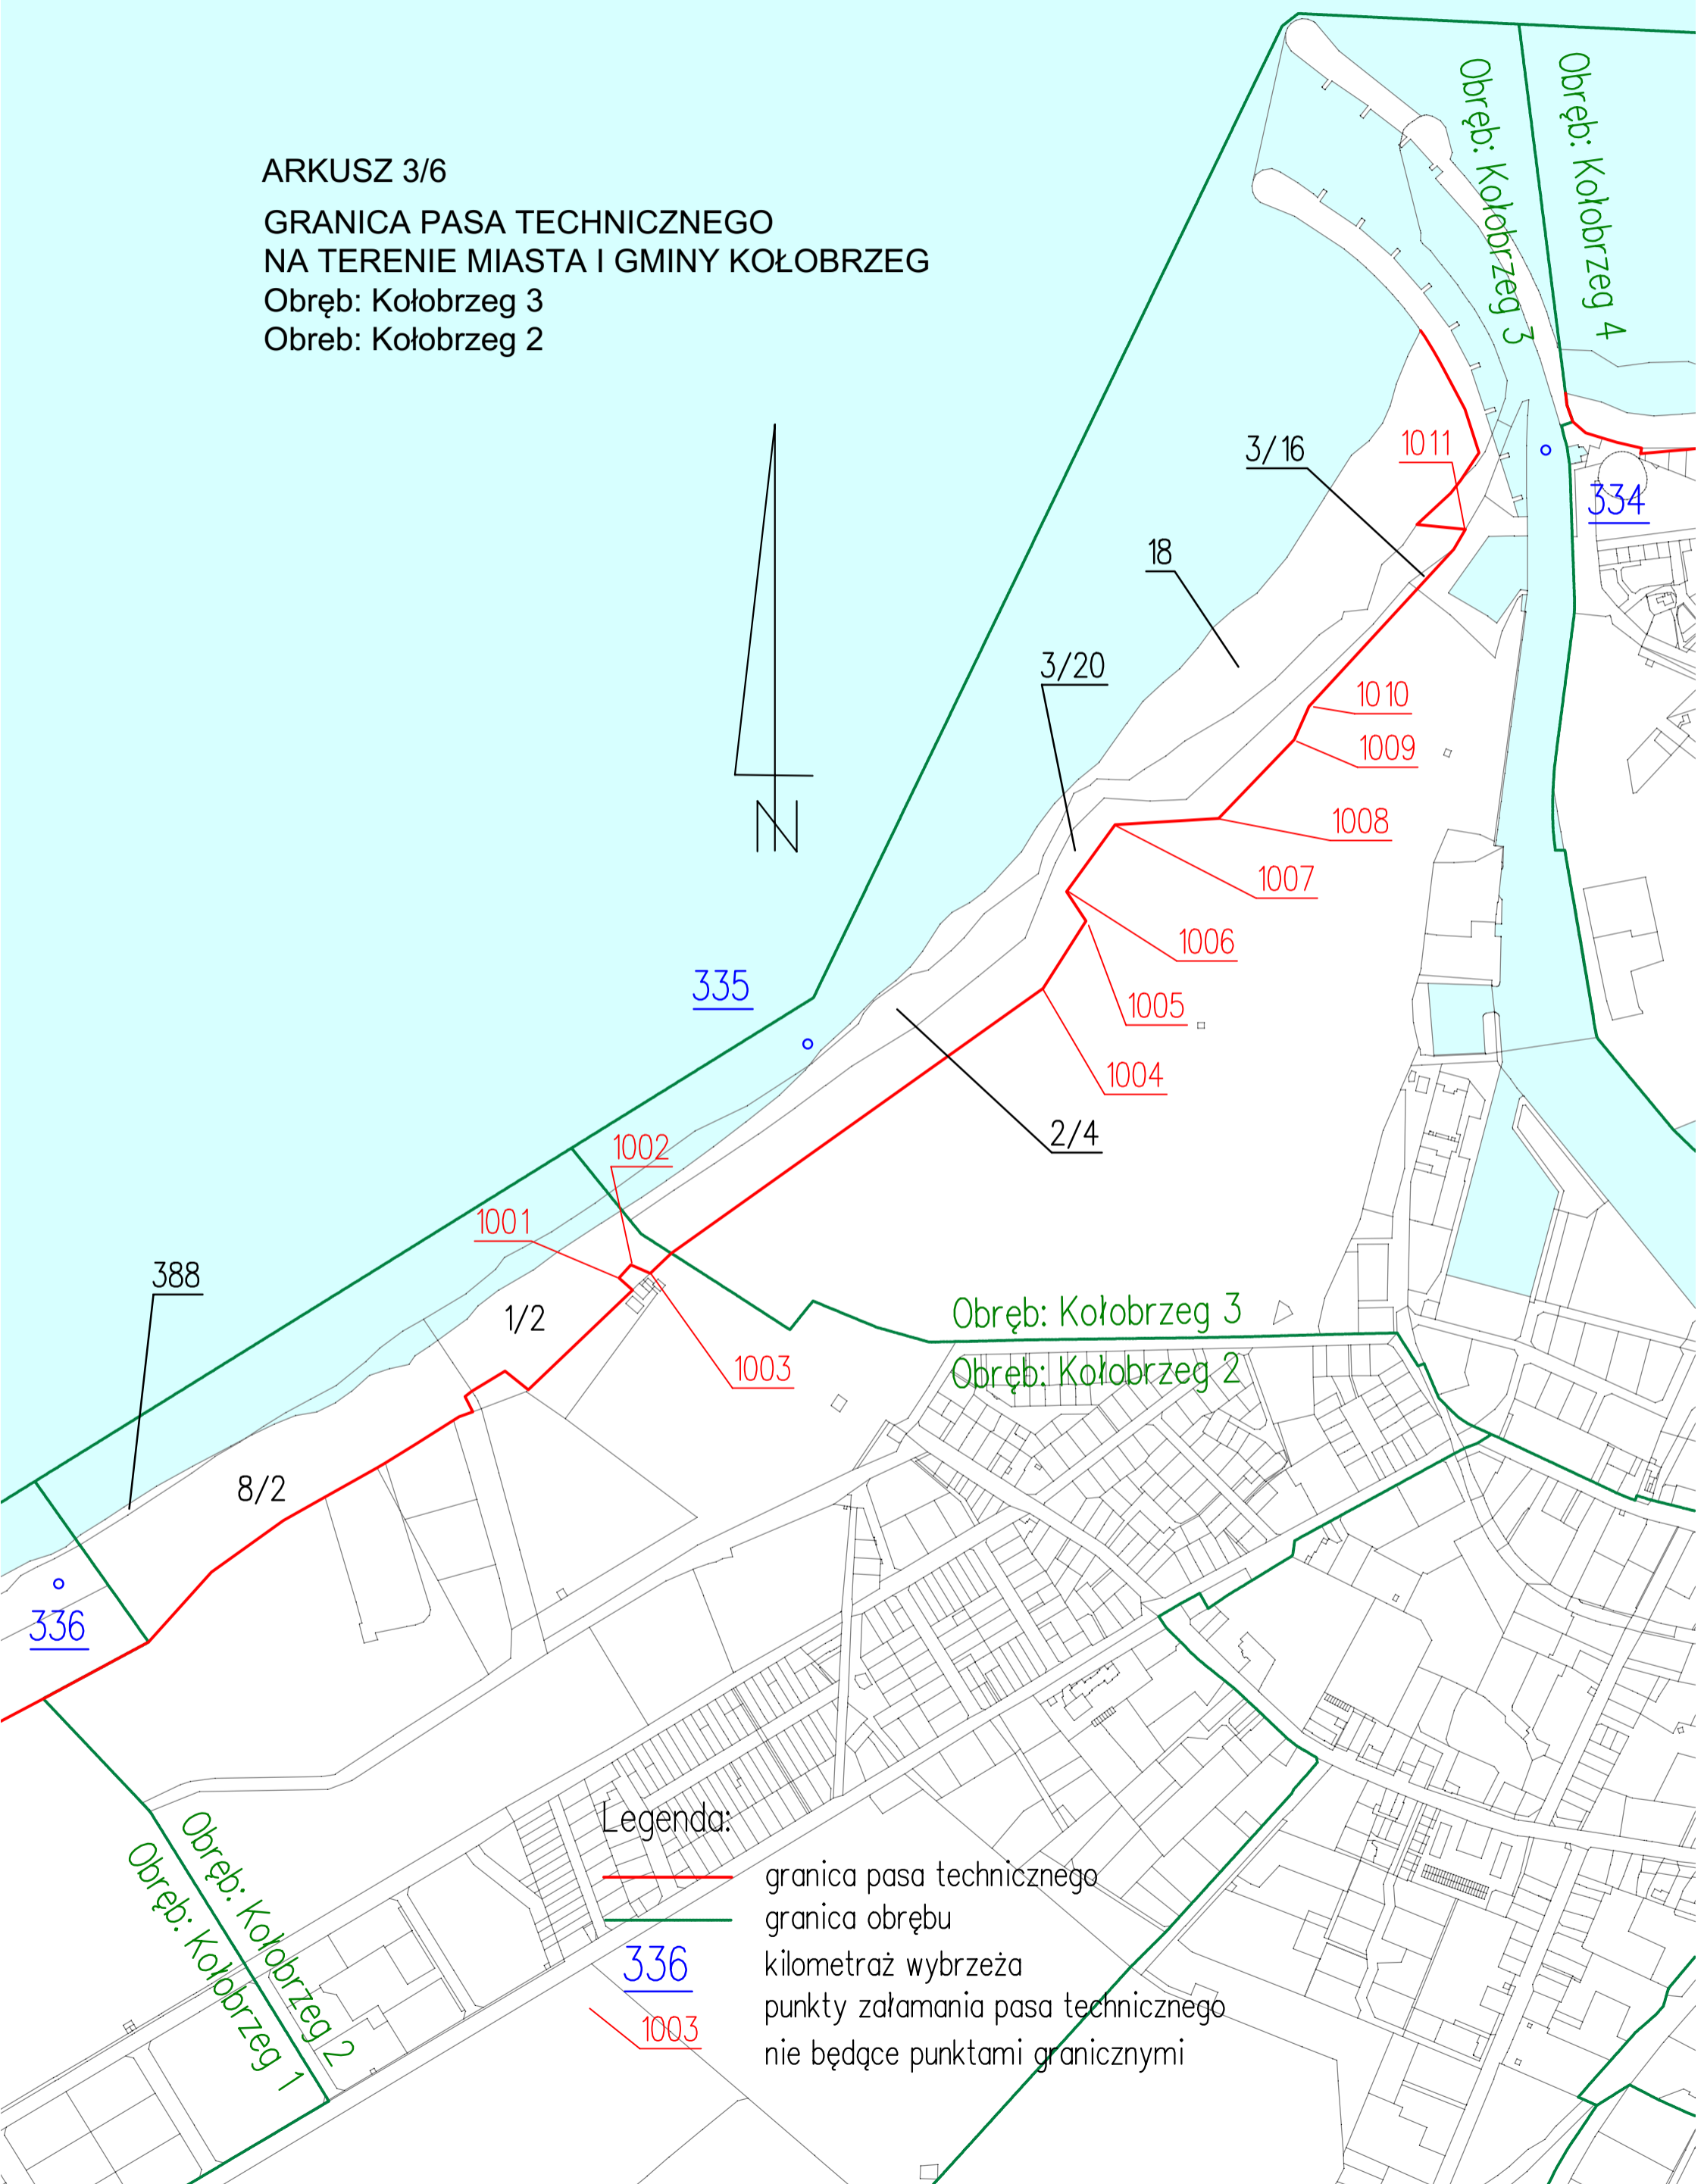 ARKUSZ 3/6
GRANICA PASA TECHNICZNEGO
NA TERENIE MIASTA I GMINY KOŁOBRZEG
Obręb: Kołobrzeg 3
Obreb: Kołobrzeg 2
Obręb: Kołobrzeg 3
Obręb: Kołobrzeg 4
3/16
1011
334
18
3/20
1010
1009
N
1008
1007
1006
335
1005
1004
2/4
1002
1001
388
1/2
Obręb: Kołobrzeg 3
1003
Obręb: Kołobrzeg 2
8/2
336
Obręb: Kołobrzeg 2
Obręb: Kołobrzeg 1
Legenda:
granica pasa technicznego
granica obrębu
336 kilometraż wybrzeża
punkty załamania pasa technicznego
1003
nie będące punktami granicznymi